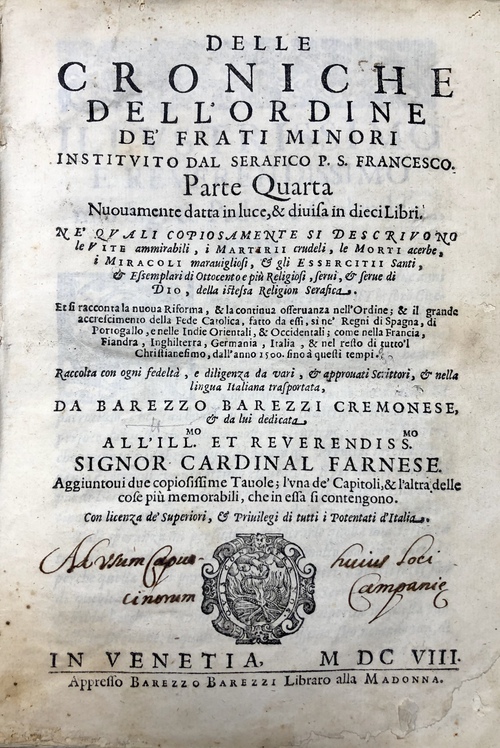 DELLE
CRONICHE
DELL'ORDINE
DE' FRATI MINORI
INSTITVITO DAL SERAFICO P. S. FRANCESCO.
Parte Quarta
Nuouamente datta in luce, & diuisa in dieci Libri.
NE' QVALI COPIOSAMENTE SI DESCRIVONO
le VITE ammirabili, i MARTIRII crudeli, le MORTI acerbe,
i MIRACOLI marauigliosi, & gli ESSERCITII Santi,
& Essemplari di Ottocento e più Religiosi, serui, & serue di
DIO, della istessa Religion Serafica.
Et si racconta la nuoua Riforma, & la continua osseruanza nell'Ordine; & il grande
accrescimento della Fede Catolica, fatto da essi, si ne' Regni di Spagna, di
Portogallo, e nelle Indie Orientali, & Occidentali; come nella Francia,
Fiandra, Inghilterra, Germania, Italia, & nel resto di tutto'l
Christianesimo, dall'anno 1500. sino à questi tempi.
Raccolta con ogni fedeltà, e diligenza da vari, & approuati Scrittori, & nella
lingua Italiana trasportata,
DA BAREZZO BAREZZI CREMONESE,
& da lui dedicata
ALL'ILL.MO ET REVERENDISS.MO
SIGNOR CARDINAL FARNESE.
Aggiuntoui due copiosissime Tauole; l'vna de' Capitoli, & l'altra delle
cose più memorabili, che in essa si contengono.
Con licenza de' Superiori, & Priuilegi di tutti i Potentati d'Italia.
Ad Vsum Capuccinorum
huius loci
Campanie
IN VENETIA, M DC VIII.
Appresso BAREZZO BAREZZI Libraro alla MADONNA.